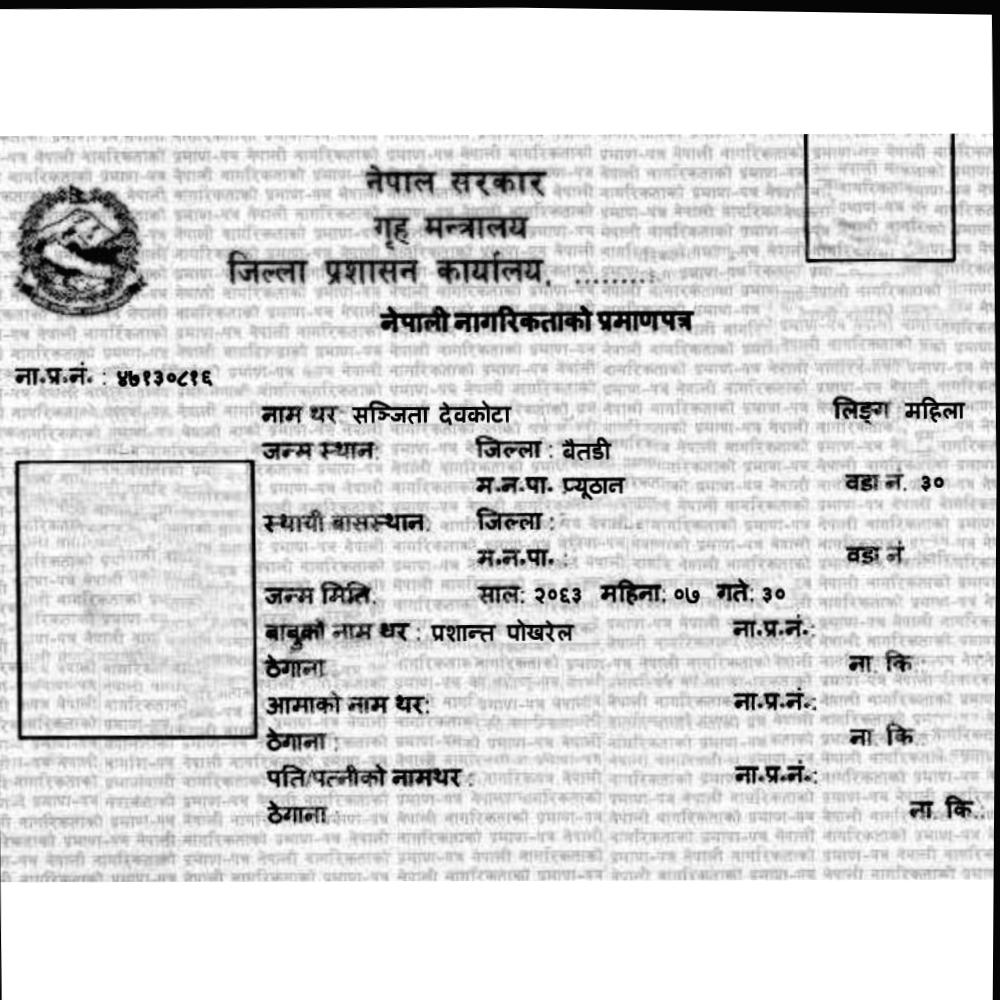 नेपाल सरकार
गृह मन्त्रालय
जिल्ला प्रशासन कार्यालय, .........
नेपाली नागरिकताको प्रमाणपत्र
ना.प्र.नं. : ४७१३०८१६
नाम थर: सञ्जिता देवकोटा लिङ्ग महिला
जन्म स्थान: जिल्ला : बैतडी
म.न.पा. प्यूठान वडा नं. ३०
स्थायी बासस्थान: जिल्ला :
म.न.पा. : वडा नं
जन्म मिति: साल: २०६३ महिना: ०७ गते: ३०
बाबुको नाम थर : प्रशान्त पोखरेल ना.प्र.नं.:
ठेगाना ना. कि.:
आमाको नाम थर: ना.प्र.नं.:
ठेगाना : ना. कि.:
पति/पत्नीको नामथर : ना.प्र.नं.:
ठेगाना : ना. कि.: